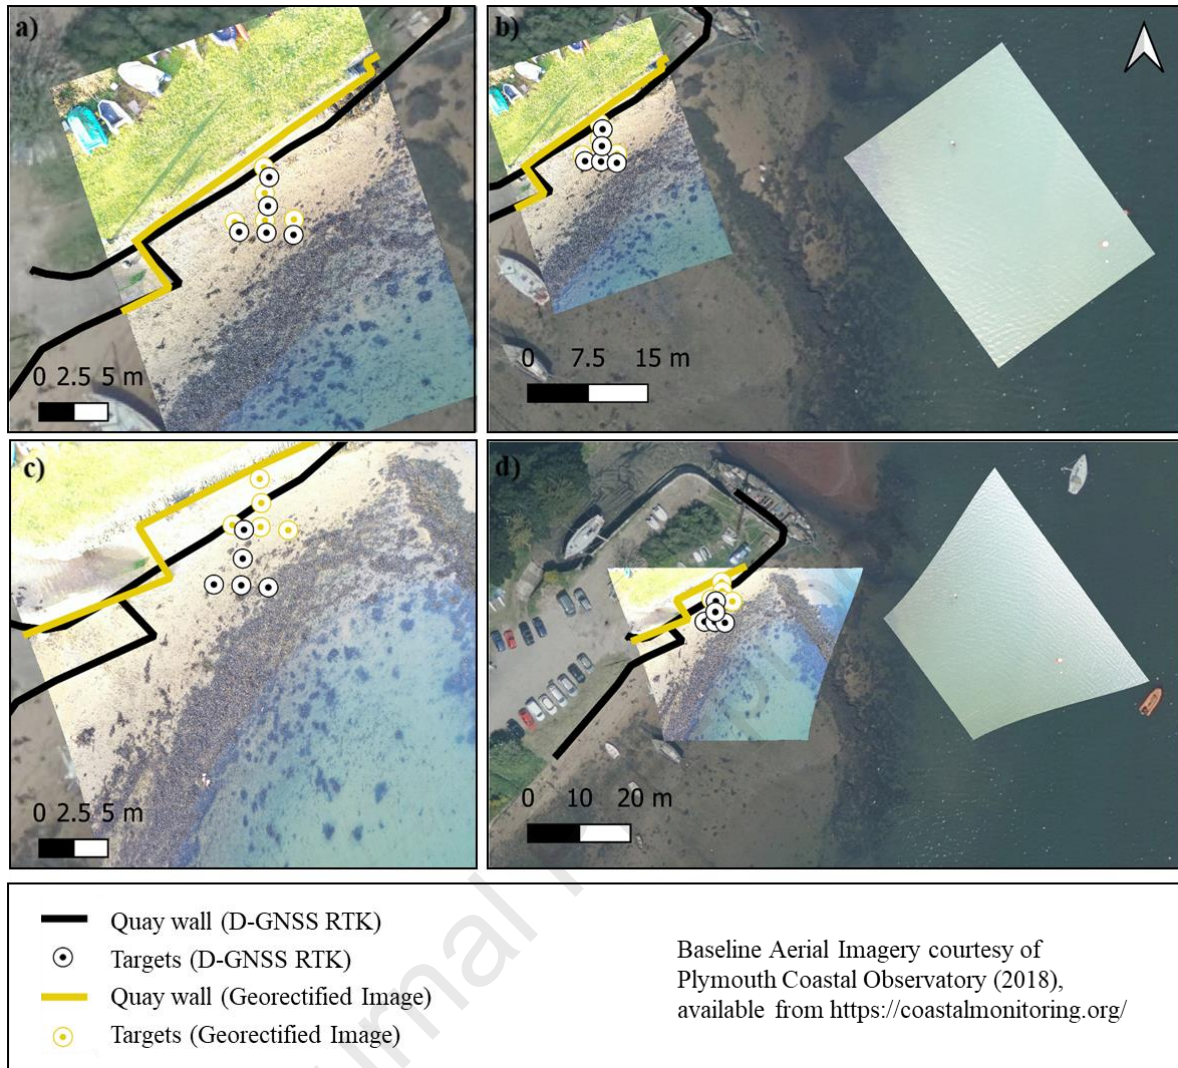 a)
b)
0 2.5 5 m
0 7.5 15 m
c)
d)
0 2.5 5 m
0 10 20 m
Quay wall (D-GNSS RTK)
Targets (D-GNSS RTK)
Quay wall (Georectified Image)
Targets (Georectified Image)
Baseline Aerial Imagery courtesy of
Plymouth Coastal Observatory (2018),
available from https://coastalmonitoring.org/